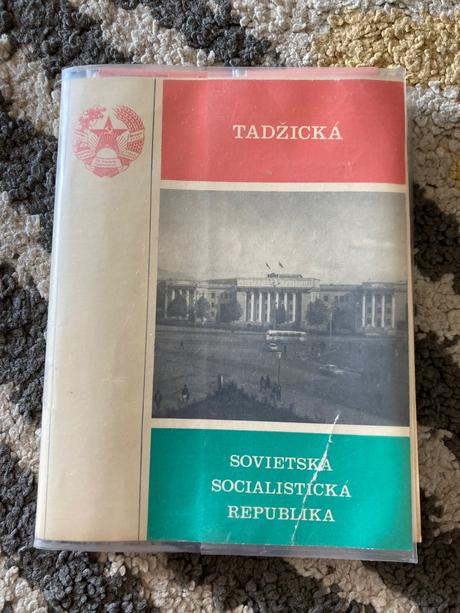 TADŽICKÁ
SOVIETSKA
SOCIALISTICKÁ
REPUBLIKA